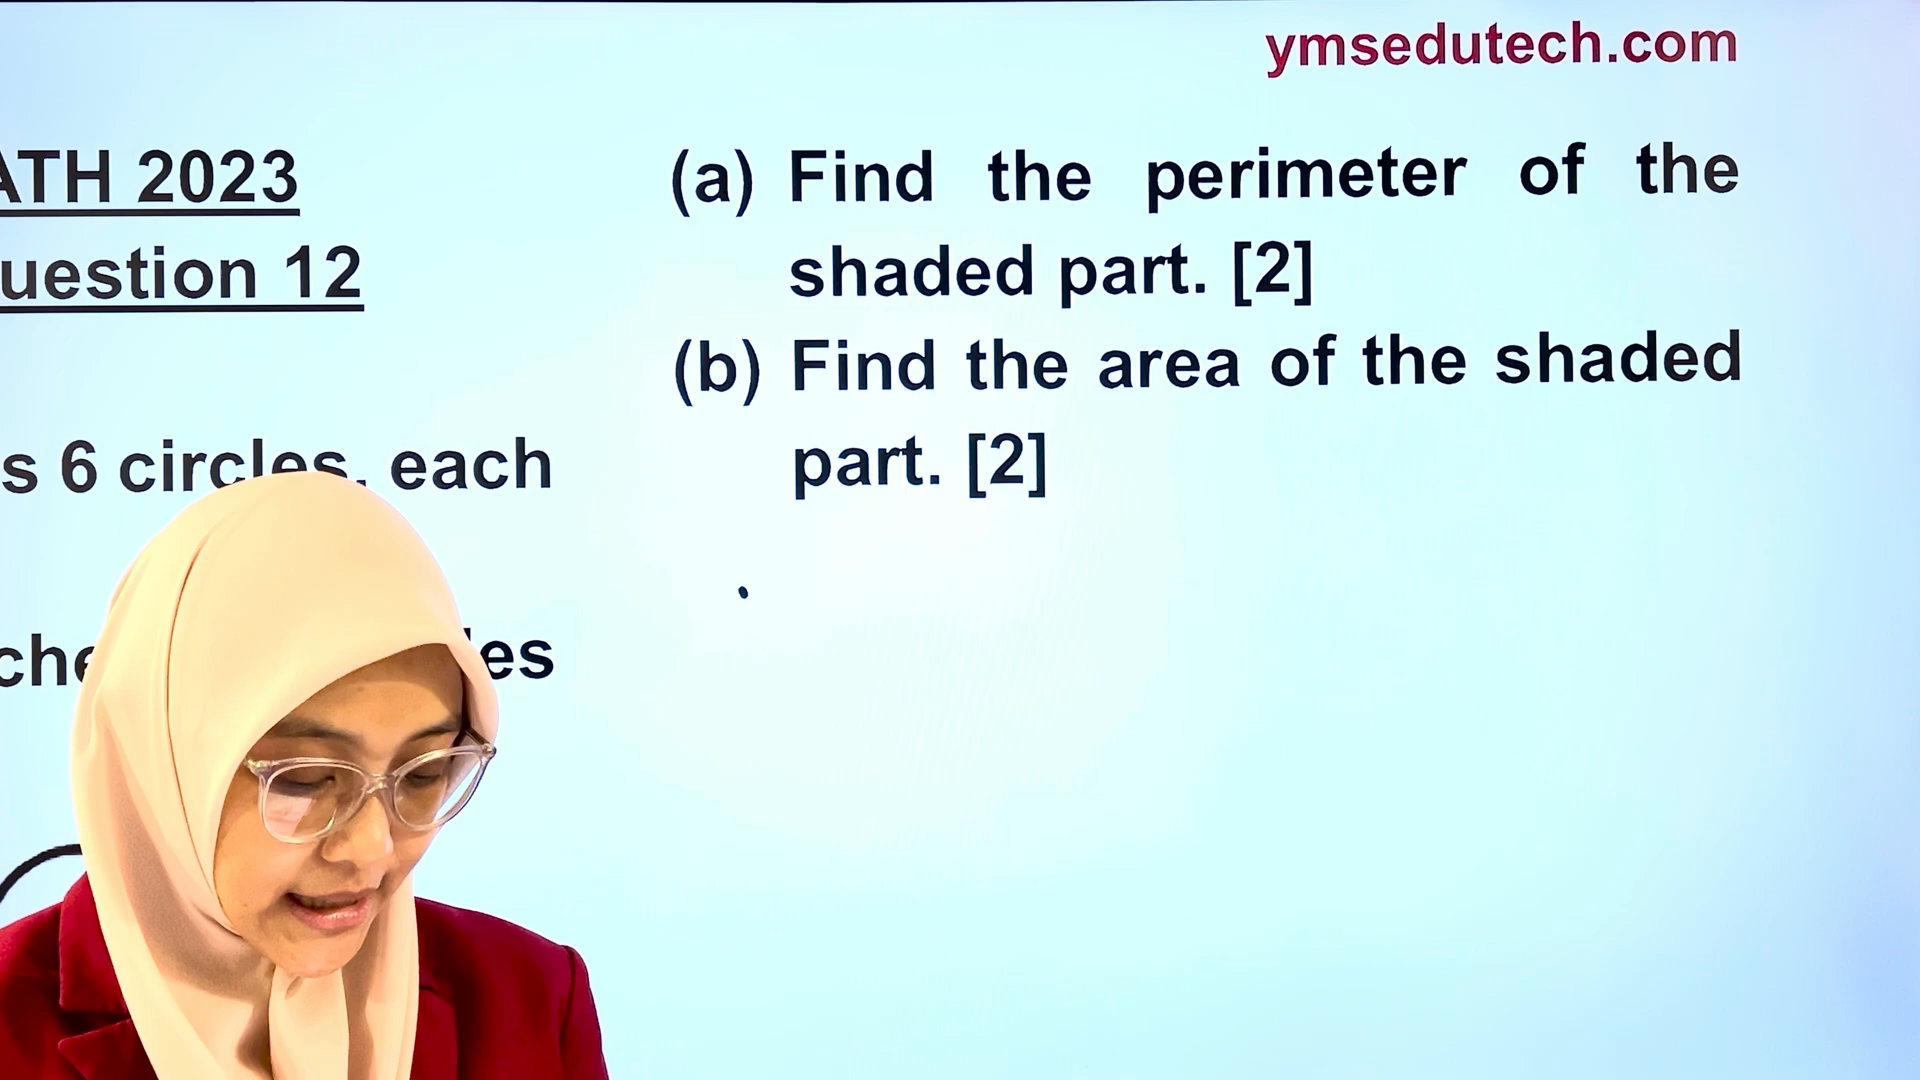 ymsedutech.com
ATH 2023
uestion 12
s 6 circles, each
es
(a) Find the perimeter of the
shaded part. [2]
(b) Find the area of the shaded
part. [2]